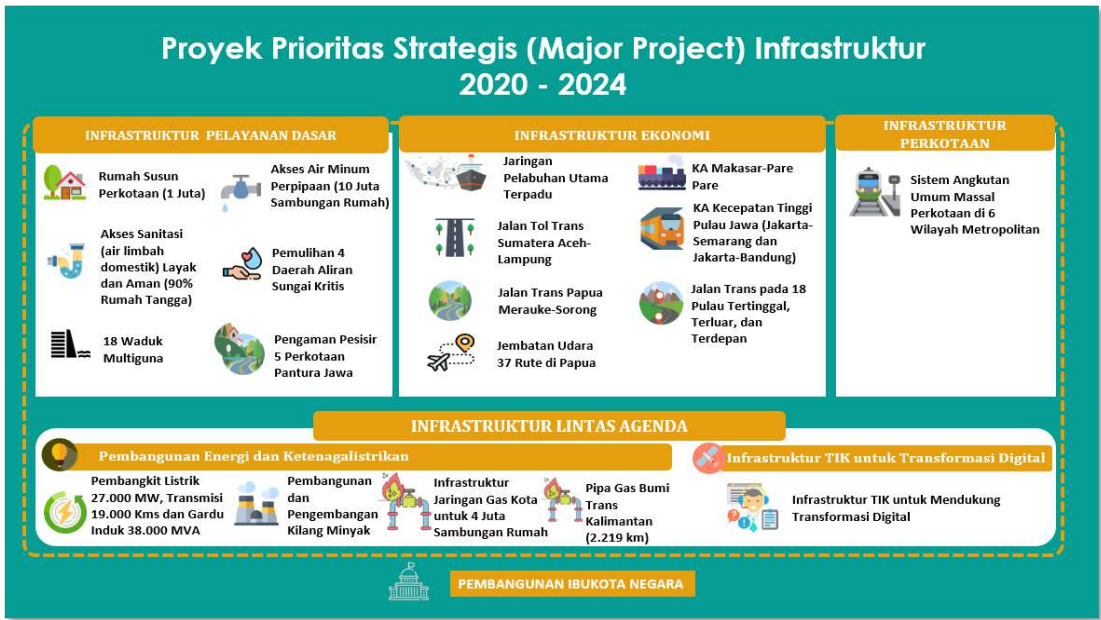 Proyek Prioritas Strategis (Major Project) Infrastruktur
2020 - 2024
INFRASTRUKTUR PELAYANAN DASAR
Rumah Susun
Perkotaan (1 Juta)
Akses Air Minum
Perpipaan (10 Juta
Sambungan Rumah)
Akses Sanitasi
(air limbah
domestik) Layak
dan Aman (90%
Rumah Tangga)
Pemulihan 4
Daerah Aliran
Sungai Kritis
18 Waduk
Multiguna
Pengaman Pesisir
5 Perkotaan
Pantura Jawa
INFRASTRUKTUR EKONOMI
Jaringan
Pelabuhan Utama
Terpadu
KA Makasar-Pare
Pare
Jalan Tol Trans
Sumatera Aceh-
Lampung
KA Kecepatan Tinggi
Pulau Jawa (Jakarta-
Semarang dan
Jakarta-Bandung)
Jalan Trans Papua
Merauke-Sorong
Jalan Trans pada 18
Pulau Tertinggal,
Terluar, dan
Terdepan
Jembatan Udara
37 Rute di Papua
INFRASTRUKTUR
PERKOTAAN
Sistem Angkutan
Umum Massal
Perkotaan di 6
Wilayah Metropolitan
INFRASTRUKTUR LINTAS AGENDA
Pembangunan Energi dan Ketenagalistrikan
Pembangkit Listrik
27.000 MW, Transmisi
19.000 Kms dan Gardu
Induk 38.000 MVA
Pembangunan
dan
Pengembangan
Kilang Minyak
Infrastruktur
Jaringan Gas Kota
untuk 4 Juta
Sambungan Rumah
Pipa Gas Bumi
Trans
Kalimantan
(2.219 km)
Infrastruktur TIK untuk Transformasi Digital
Infrastruktur TIK untuk Mendukung
Transformasi Digital
PEMBANGUNAN IBUKOTA NEGARA